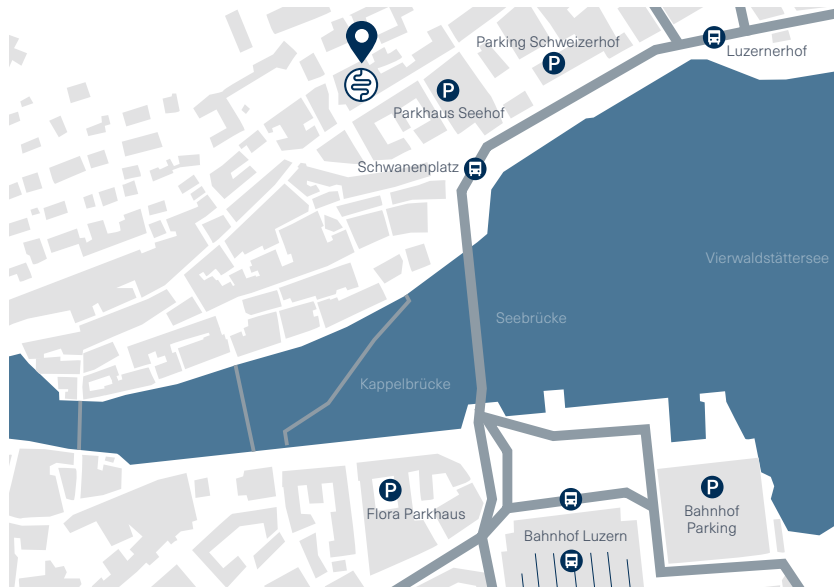 Parking Schweizerhof
P
Luzernerhof
P
Parkhaus Seehof
Schwanenplatz
Vierwaldstättersee
Seebrücke
Kappelbrücke
P
Flora Parkhaus
P
Bahnhof
Parking
Bahnhof Luzern